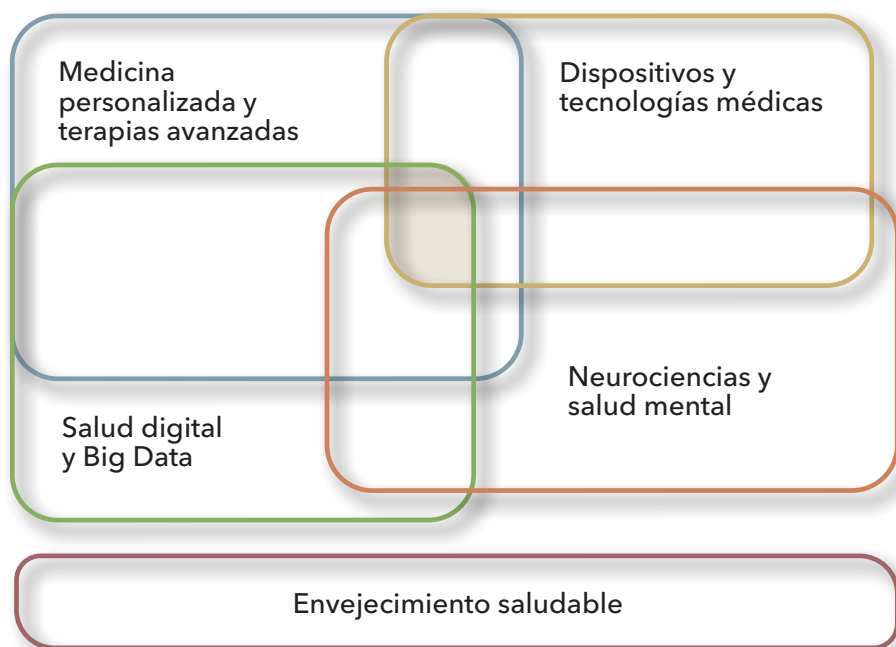 Medicina
personalizada y
terapias avanzadas
Dispositivos y
tecnologías médicas
Neurociencias y
salud mental
Salud digital
y Big Data
Envejecimiento saludable